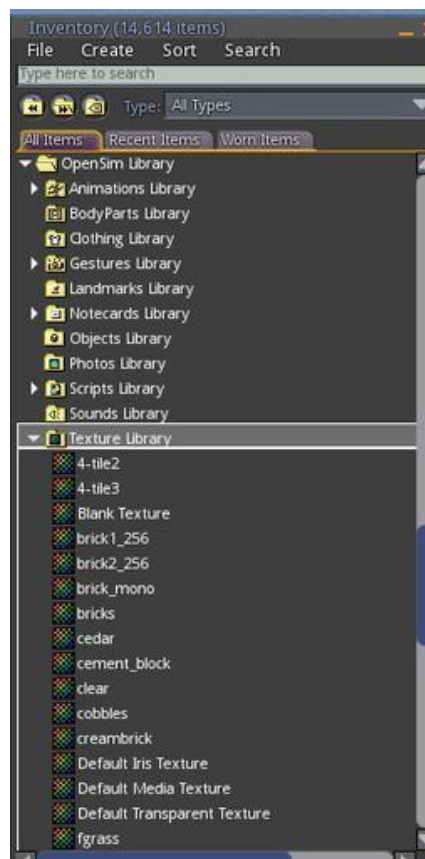 Inventory (14,614 items)
File Create Sort Search
Type here to search
Type: All Types
All Items Recent Items Worn Items
OpenSim Library
Animations Library
BodyParts Library
Clothing Library
Gestures Library
Landmarks Library
Notecards Library
Objects Library
Photos Library
Scripts Library
Sounds Library
Texture Library
4-tile2
4-tile3
Blank Texture
brick1_256
brick2_256
brick_mono
bricks
cedar
cement_block
clear
cobbles
creambrick
Default Iris Texture
Default Media Texture
Default Transparent Texture
fgrass